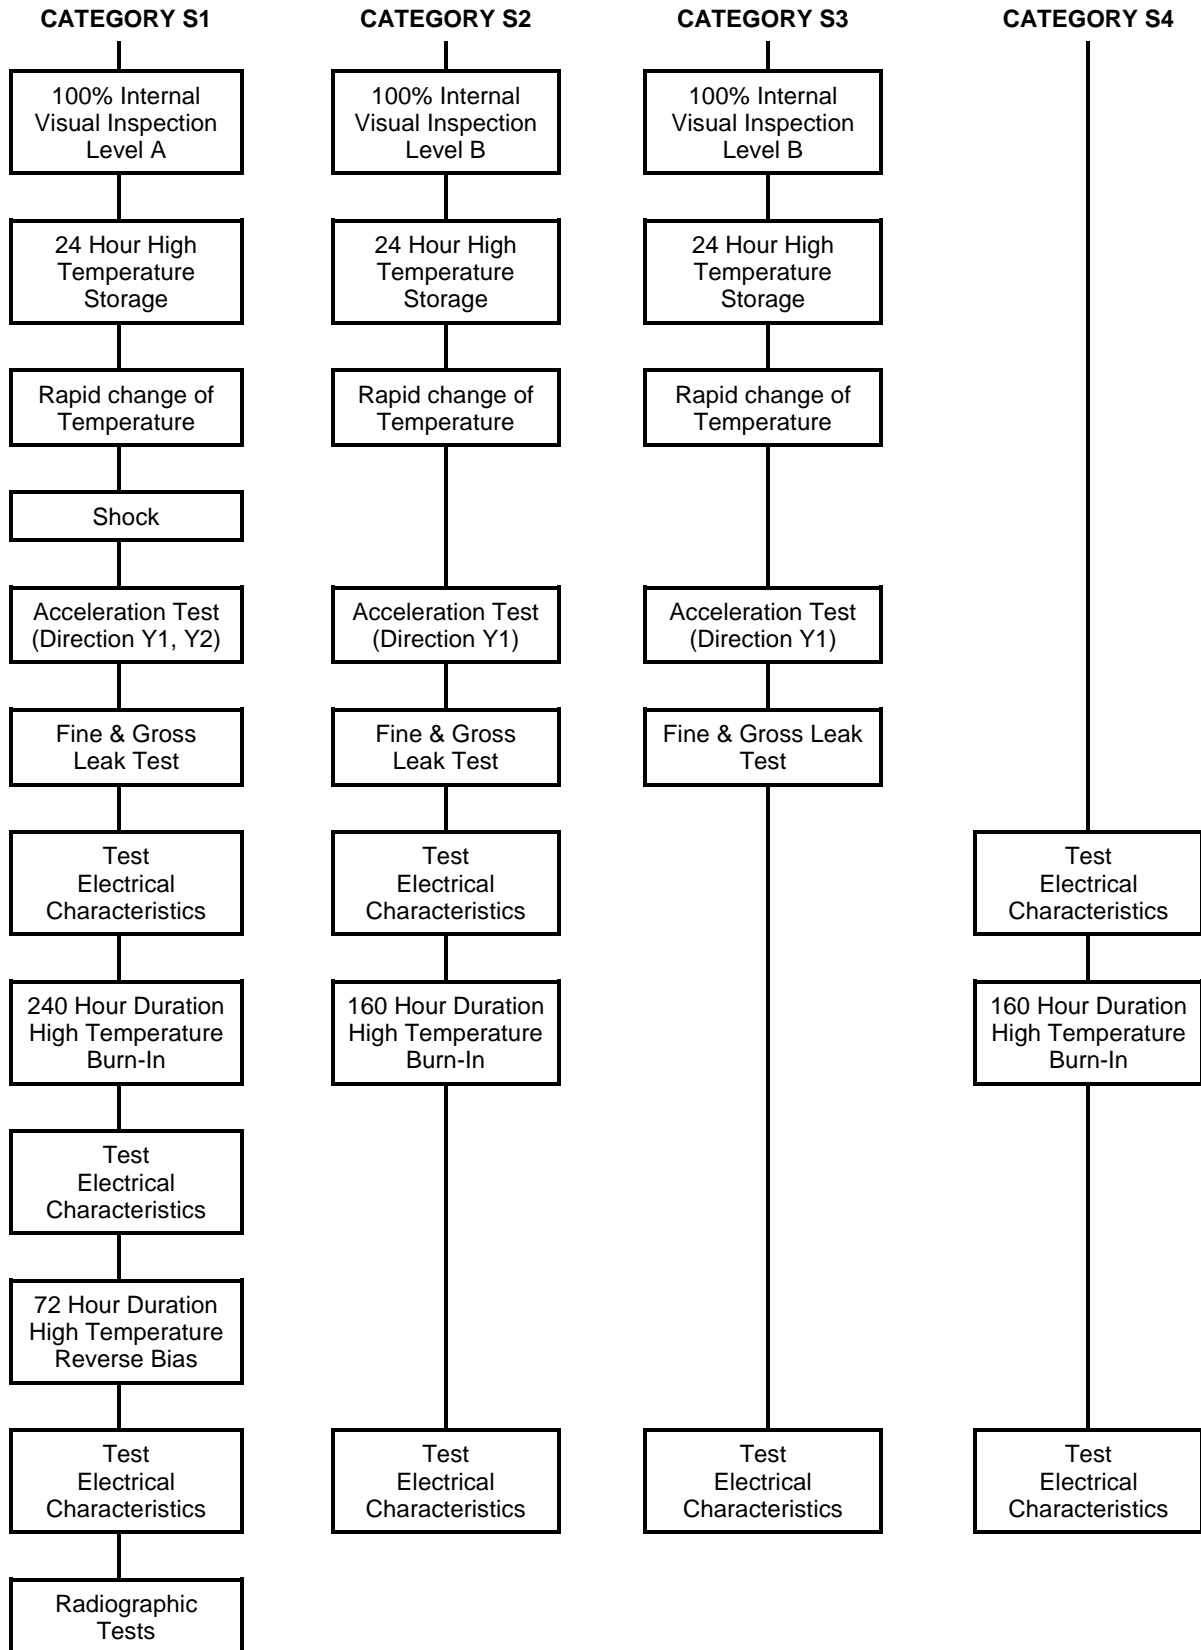 CATEGORY S1
100% Internal
Visual Inspection
Level A
24 Hour High
Temperature
Storage
Rapid change of
Temperature
Shock
Acceleration Test
(Direction Y1, Y2)
Fine & Gross
Leak Test
Test
Electrical
Characteristics
240 Hour Duration
High Temperature
Burn-In
Test
Electrical
Characteristics
72 Hour Duration
High Temperature
Reverse Bias
Test
Electrical
Characteristics
Radiographic
Tests
CATEGORY S2
100% Internal
Visual Inspection
Level B
24 Hour High
Temperature
Storage
Rapid change of
Temperature
Acceleration Test
(Direction Y1)
Fine & Gross
Leak Test
Test
Electrical
Characteristics
160 Hour Duration
High Temperature
Burn-In
Test
Electrical
Characteristics
CATEGORY S3
100% Internal
Visual Inspection
Level B
24 Hour High
Temperature
Storage
Rapid change of
Temperature
Acceleration Test
(Direction Y1)
Fine & Gross Leak
Test
Test
Electrical
Characteristics
CATEGORY S4
Test
Electrical
Characteristics
160 Hour Duration
High Temperature
Burn-In
Test
Electrical
Characteristics